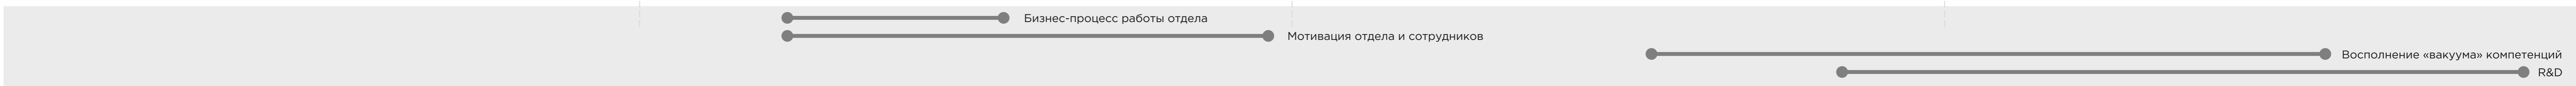 Бизнес-процесс работы отдела
Мотивация отдела и сотрудников
Восполнение «вакуума» компетенций
R&D